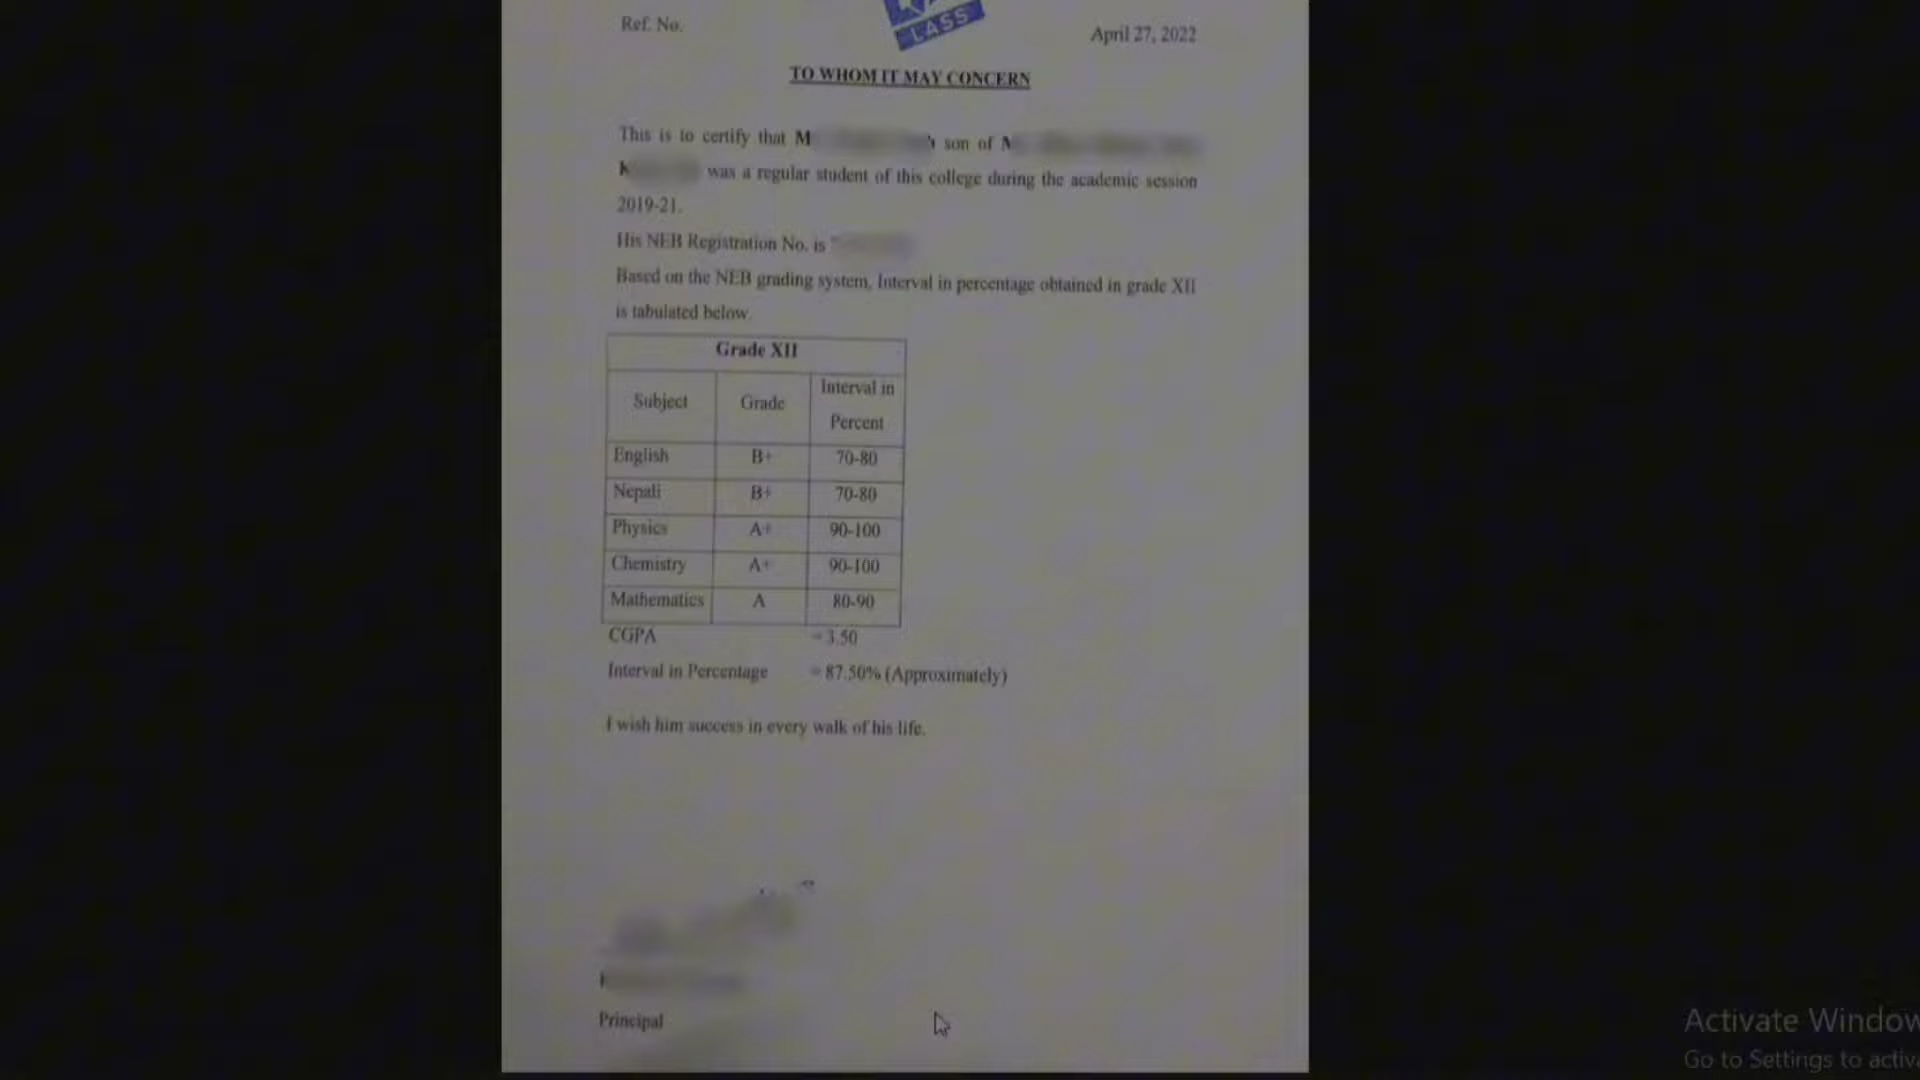 Ref. No.
LASS
April 27, 2022
TO WHOM IT MAY CONCERN
This is to certify that son of
was a regular student of this college during the academic session
2019-21.
His NEB Registration No. is
Based on the NEB grading system, Interval in percentage obtained in grade XII
is tabulated below.
Grade XII
Subject Grade Interval in Percent
English B+ 70-80
Nepali B+ 70-80
Physics A+ 90-100
Chemistry A+ 90-100
Mathematics A 80-90
CGPA = 3.50
Interval in Percentage = 87.50% (Approximately)
I wish him success in every walk of his life.
Principal
Activate Window
Go to Settings to activ